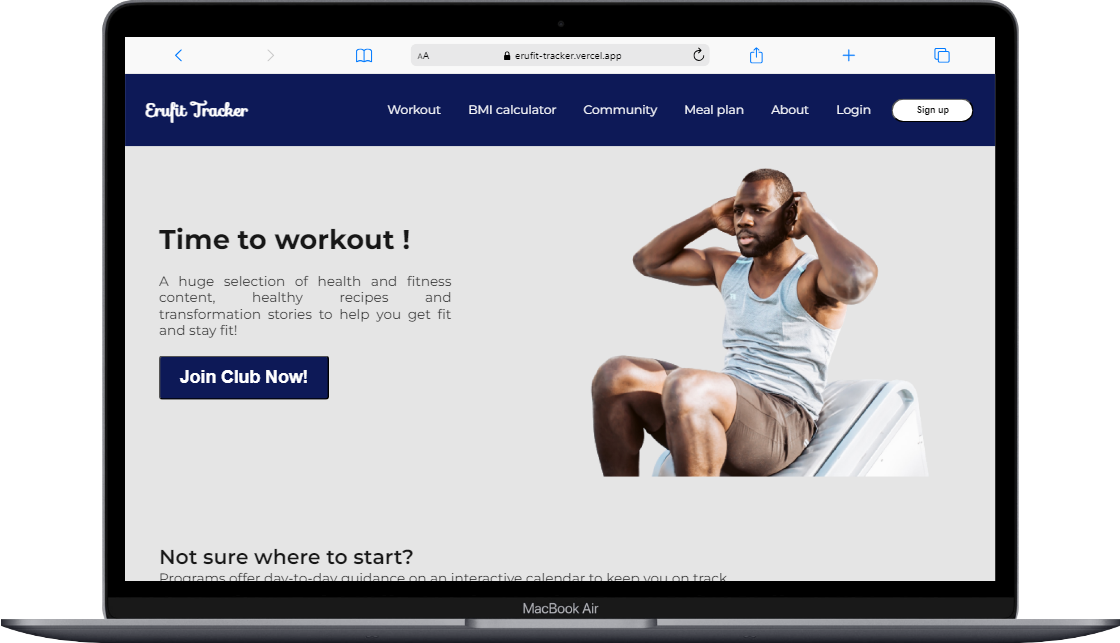 AA
erufit-tracker.vercel.app
Erufit Tracker
Workout
BMI calculator
Community
Meal plan
About
Login
Sign up
Time to workout !
A huge selection of health and fitness
content, healthy recipes and
transformation stories to help you get fit
and stay fit!
Join Club Now!
Not sure where to start?
Programs offer day-to-day guidance on an interactive calendar to keep you on track
MacBook Air